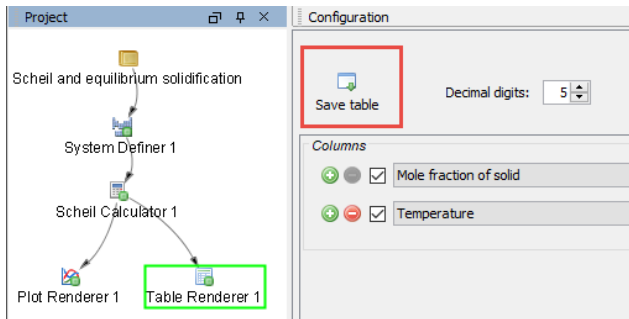 Project
Scheil and equilibrium solidification
System Definer 1
Scheil Calculator 1
Plot Renderer 1
Table Renderer 1
Configuration
Save table
Decimal digits: 5
Columns
Mole fraction of solid
Temperature